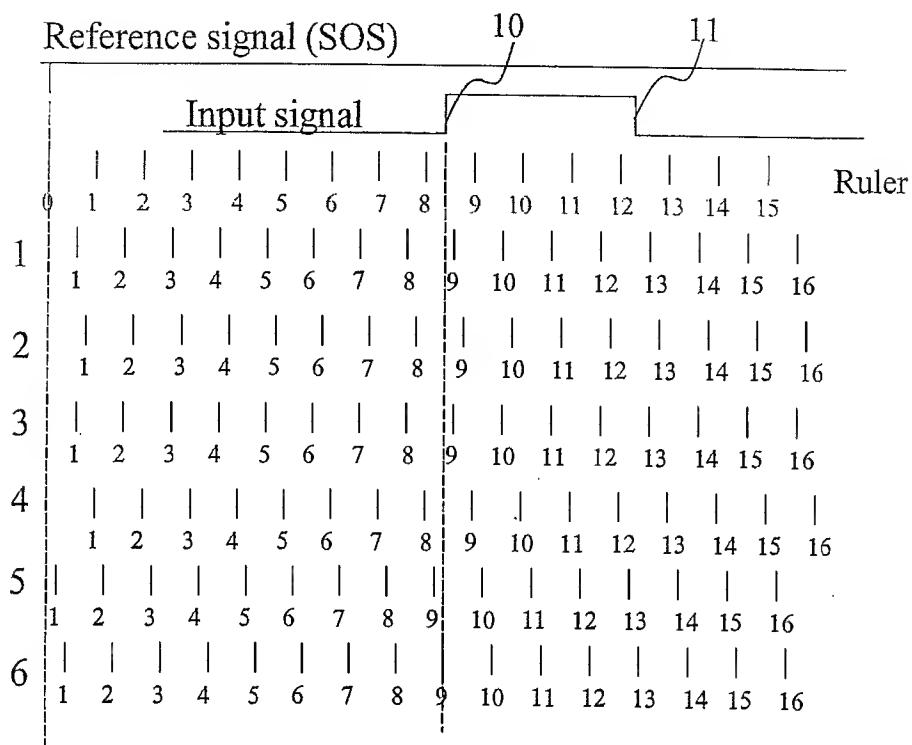 Reference signal (SOS) 10 11
Input signal
Ruler
0 1 2 3 4 5 6 7 8 9 10 11 12 13 14 15
1
1 2 3 4 5 6 7 8 9 10 11 12 13 14 15 16
2
1 2 3 4 5 6 7 8 9 10 11 12 13 14 15 16
3
1 2 3 4 5 6 7 8 9 10 11 12 13 14 15 16
4
1 2 3 4 5 6 7 8 9 10 11 12 13 14 15 16
5
1 2 3 4 5 6 7 8 9 10 11 12 13 14 15 16
6
1 2 3 4 5 6 7 8 9 10 11 12 13 14 15 16